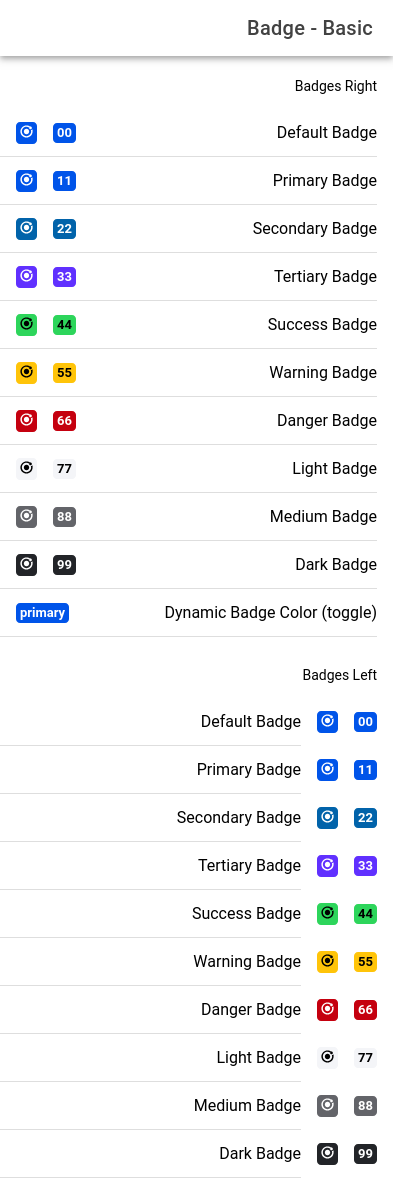 Badge - Basic
Badges Right
00 Default Badge
11 Primary Badge
22 Secondary Badge
33 Tertiary Badge
44 Success Badge
55 Warning Badge
66 Danger Badge
77 Light Badge
88 Medium Badge
99 Dark Badge
primary Dynamic Badge Color (toggle)
Badges Left
Default Badge 00
Primary Badge 11
Secondary Badge 22
Tertiary Badge 33
Success Badge 44
Warning Badge 55
Danger Badge 66
Light Badge 77
Medium Badge 88
Dark Badge 99